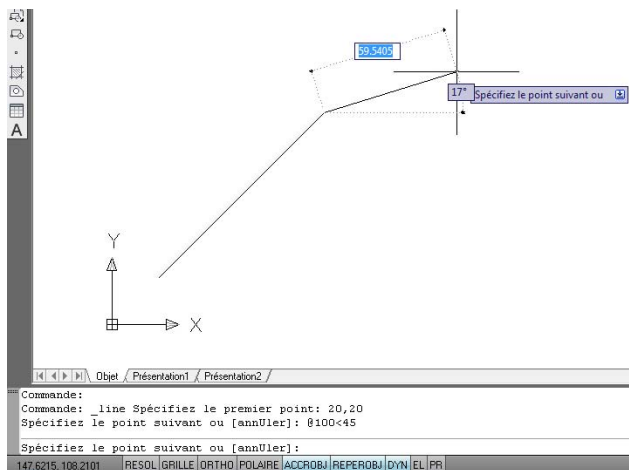 59.5405
17°
Spécifiez le point suivant ou
A
Y
X
Objet
Présentation1
Présentation2
Commande:
Commande: _line Spécifiez le premier point: 20,20
Spécifiez le point suivant ou [annUler]: @100<45
Spécifiez le point suivant ou [annUler]:
147.6215, 108.2101 RESOL GRILLE ORTHO POLAIRE ACCROBJ REPEROBJ DYN EL PR